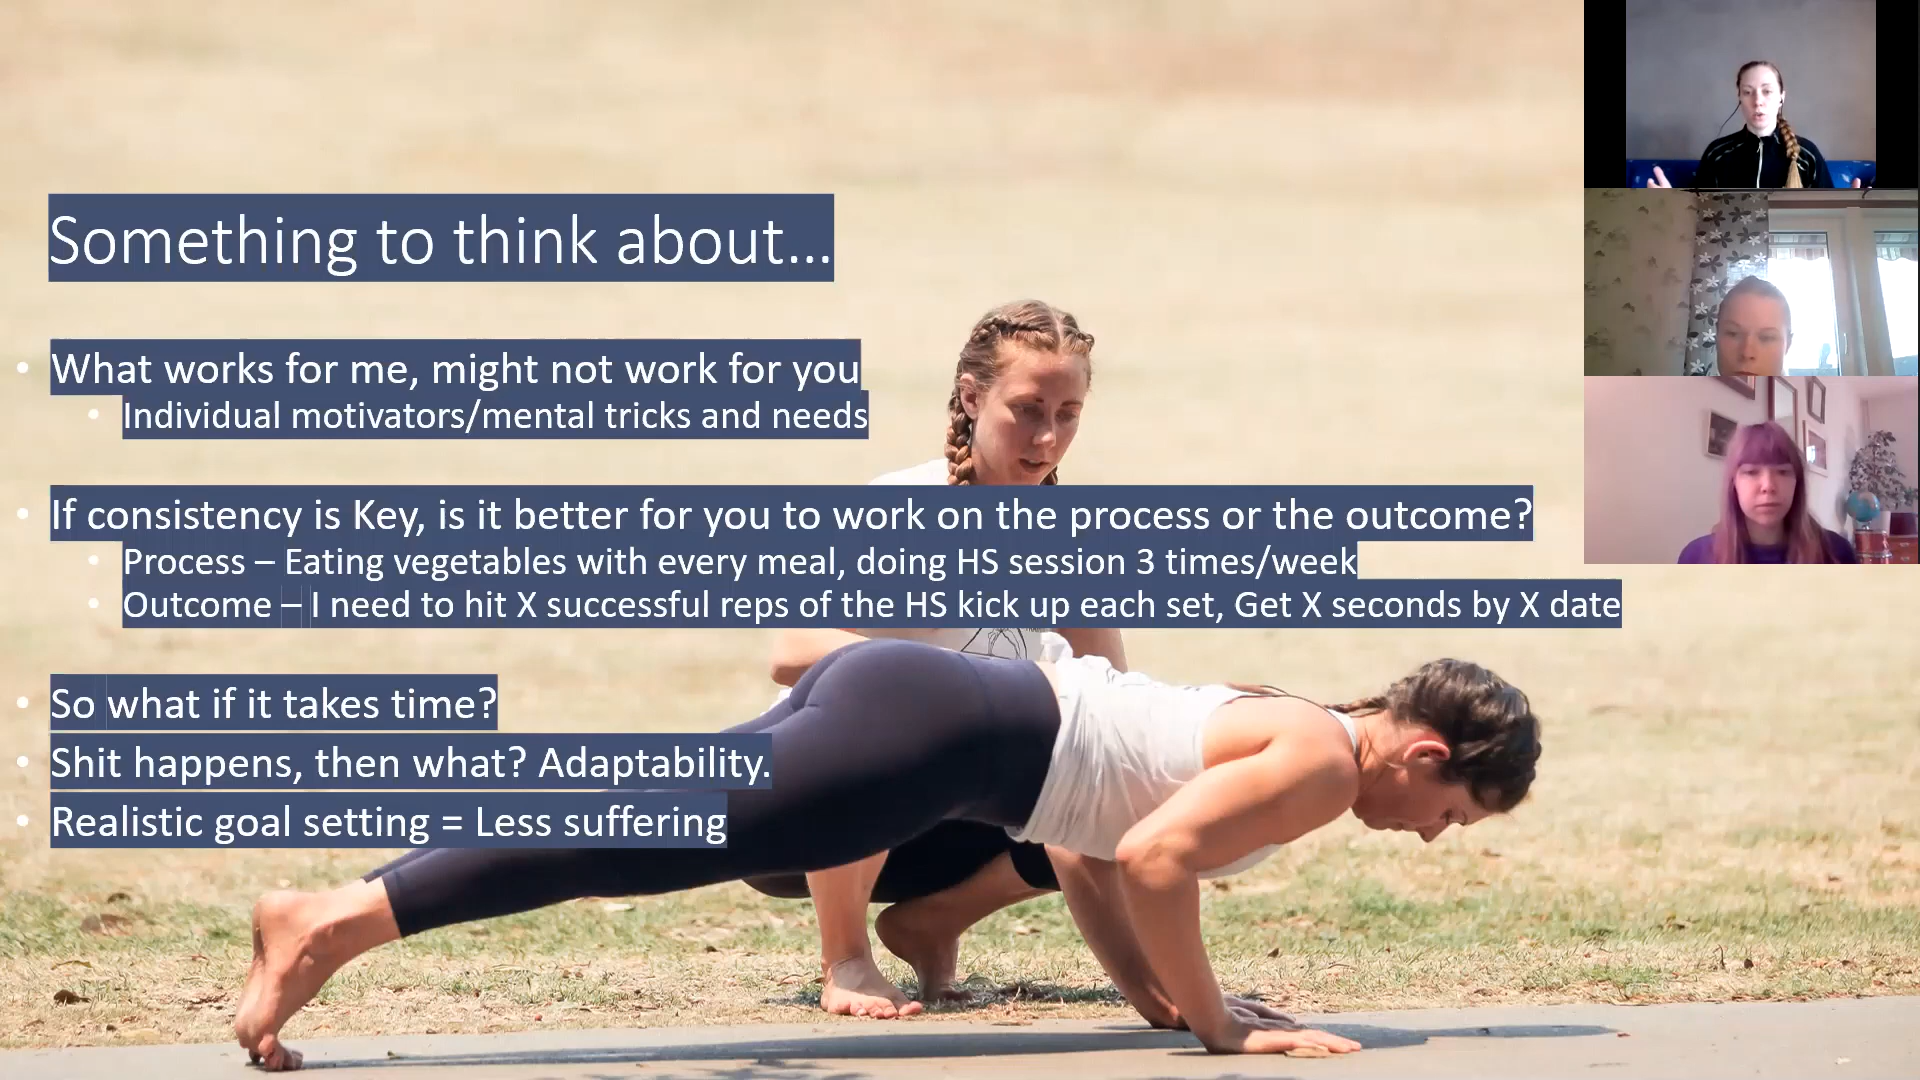 Something to think about...
• What works for me, might not work for you
• Individual motivators/mental tricks and needs
• If consistency is Key, is it better for you to work on the process or the outcome?
• Process – Eating vegetables with every meal, doing HS session 3 times/week
• Outcome – I need to hit X successful reps of the HS kick up each set, Get X seconds by X date
• So what if it takes time?
• Shit happens, then what? Adaptability.
• Realistic goal setting = Less suffering